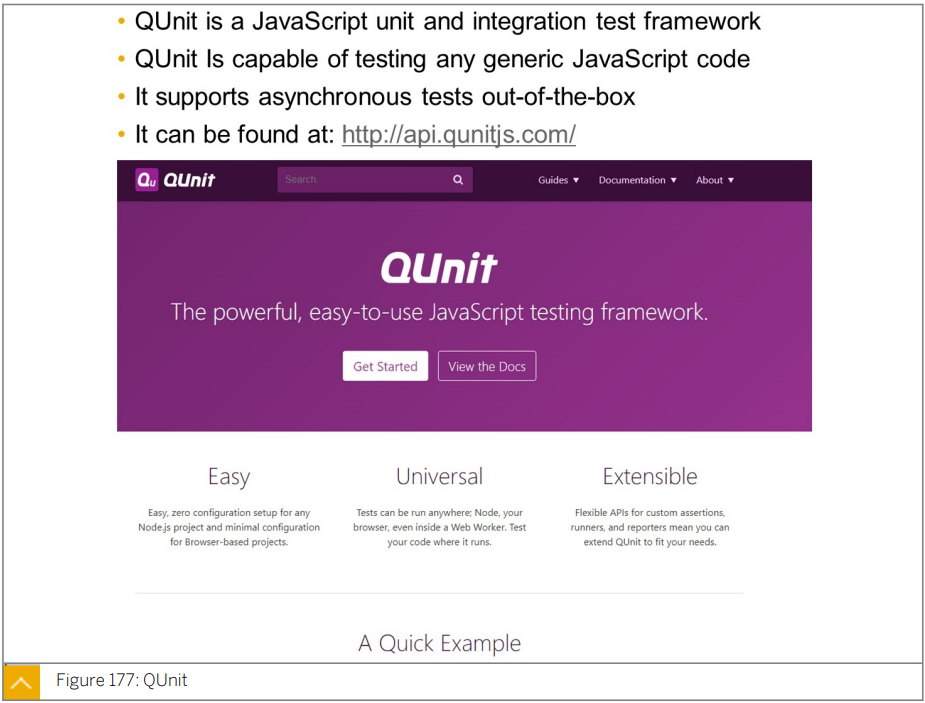 • QUnit is a JavaScript unit and integration test framework
• QUnit Is capable of testing any generic JavaScript code
• It supports asynchronous tests out-of-the-box
• It can be found at: http://api.qunitjs.com/
Qu QUnit Search... Guides ▼ Documentation ▼ About ▼
QUnit
The powerful, easy-to-use JavaScript testing framework.
Get Started View the Docs
Easy
Easy, zero configuration setup for any
Node.js project and minimal configuration
for Browser-based projects.
Universal
Tests can be run anywhere; Node, your
browser, even inside a Web Worker. Test
your code where it runs.
Extensible
Flexible APIs for custom assertions,
runners, and reporters mean you can
extend QUnit to fit your needs.
A Quick Example
Figure 177: QUnit